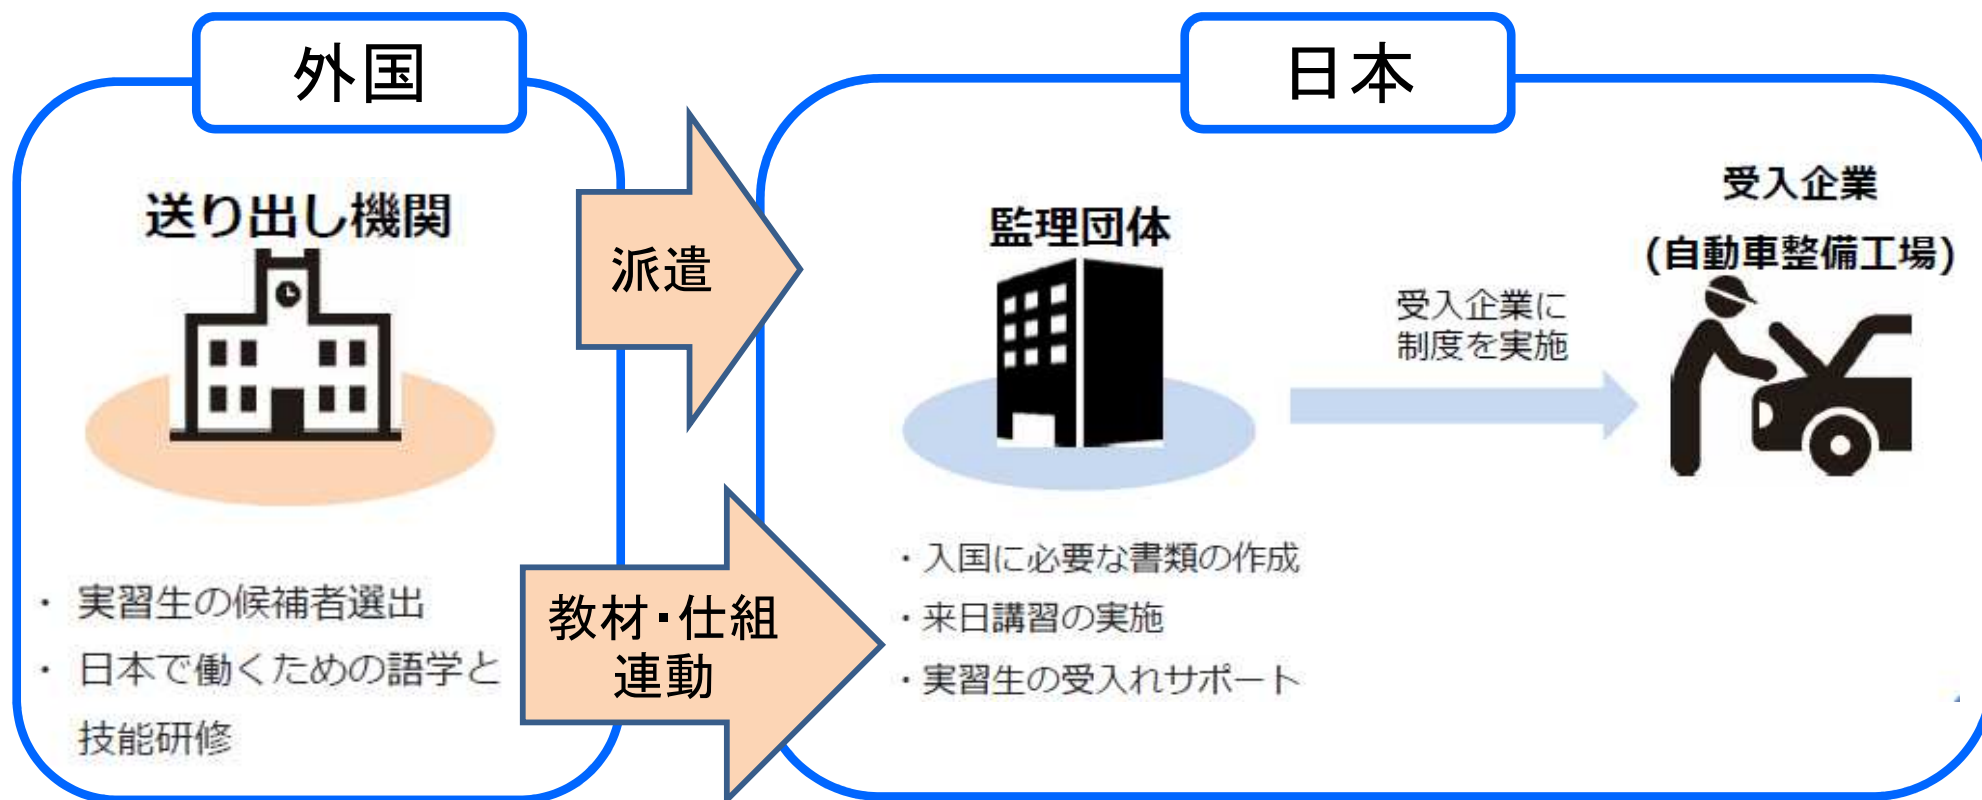 外国
送り出し機関
・ 実習生の候補者選出
・ 日本で働くための語学と
技能研修
派遣
教材・仕組
連動
日本
監理団体
・入国に必要な書類の作成
・来日講習の実施
・実習生の受入れサポート
受入企業に
制度を実施
受入企業
(自動車整備工場)